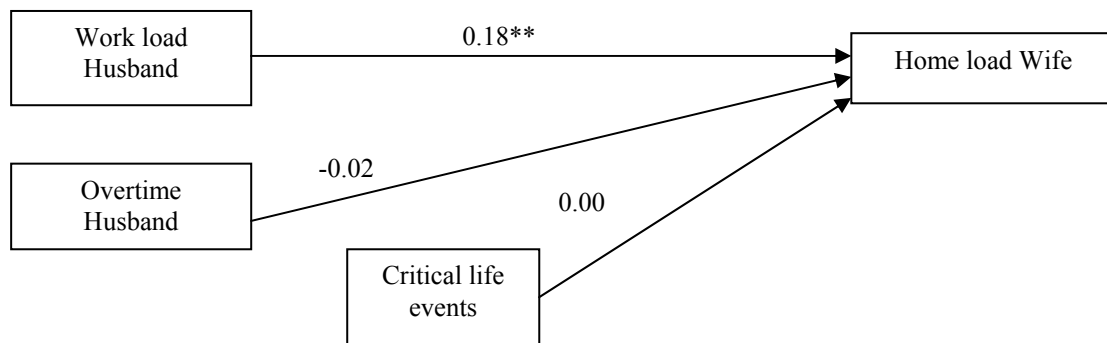 Work load
Husband
0.18**
Home load Wife
Overtime
Husband
-0.02
0.00
Critical life
events